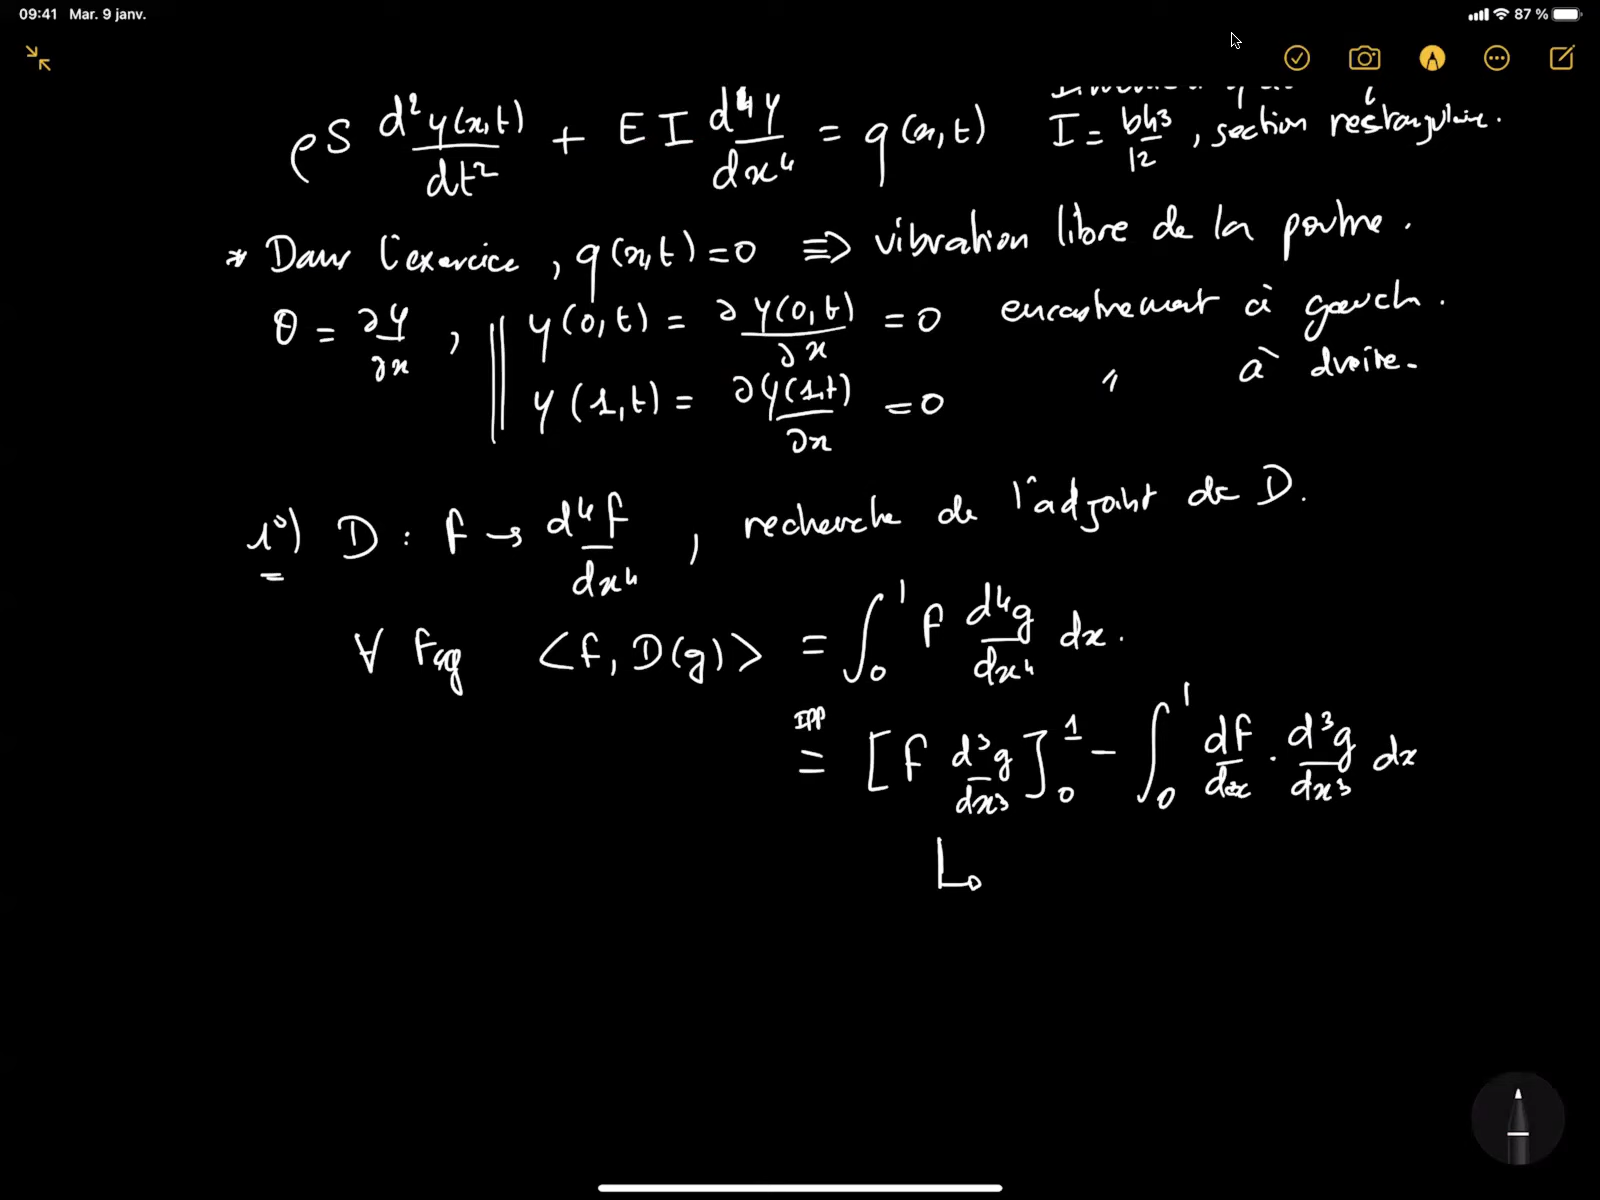 09:41 Mar. 9 janv. 87 %
ρS d²y(x,t)/dt² + EI d⁴y/dx⁴ = q(x,t) I = bh³/12, section restangulaire.
* Dans l'exercice, q(x,t) = 0 ≡> vibration libre de la poutre.
θ = ∂y/∂x, || y(0,t) = ∂y(0,t)/∂x = 0 encastrement à gauch.
y(1,t) = ∂y(1,t)/∂x = 0 " à droite.
1°) D : f → d⁴f/dx⁴, recherche de l'adjoint de D.
∀ f,g <f, D(g)> = ∫₀¹ f d⁴g/dx⁴ dx.
IPP
= [f d³g/dx³]₀¹ - ∫₀¹ df/dx · d³g/dx³ dx